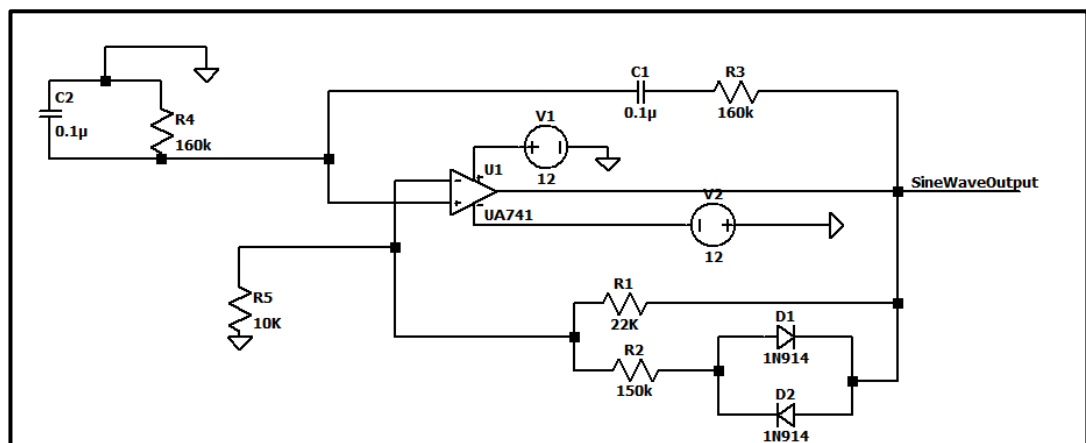 C2
0.1µ
R4
160k
C1
0.1µ
R3
160k
V1
12
U1
UA741
V2
12
SineWaveOutput
R5
10K
R1
22K
R2
150k
D1
1N914
D2
1N914